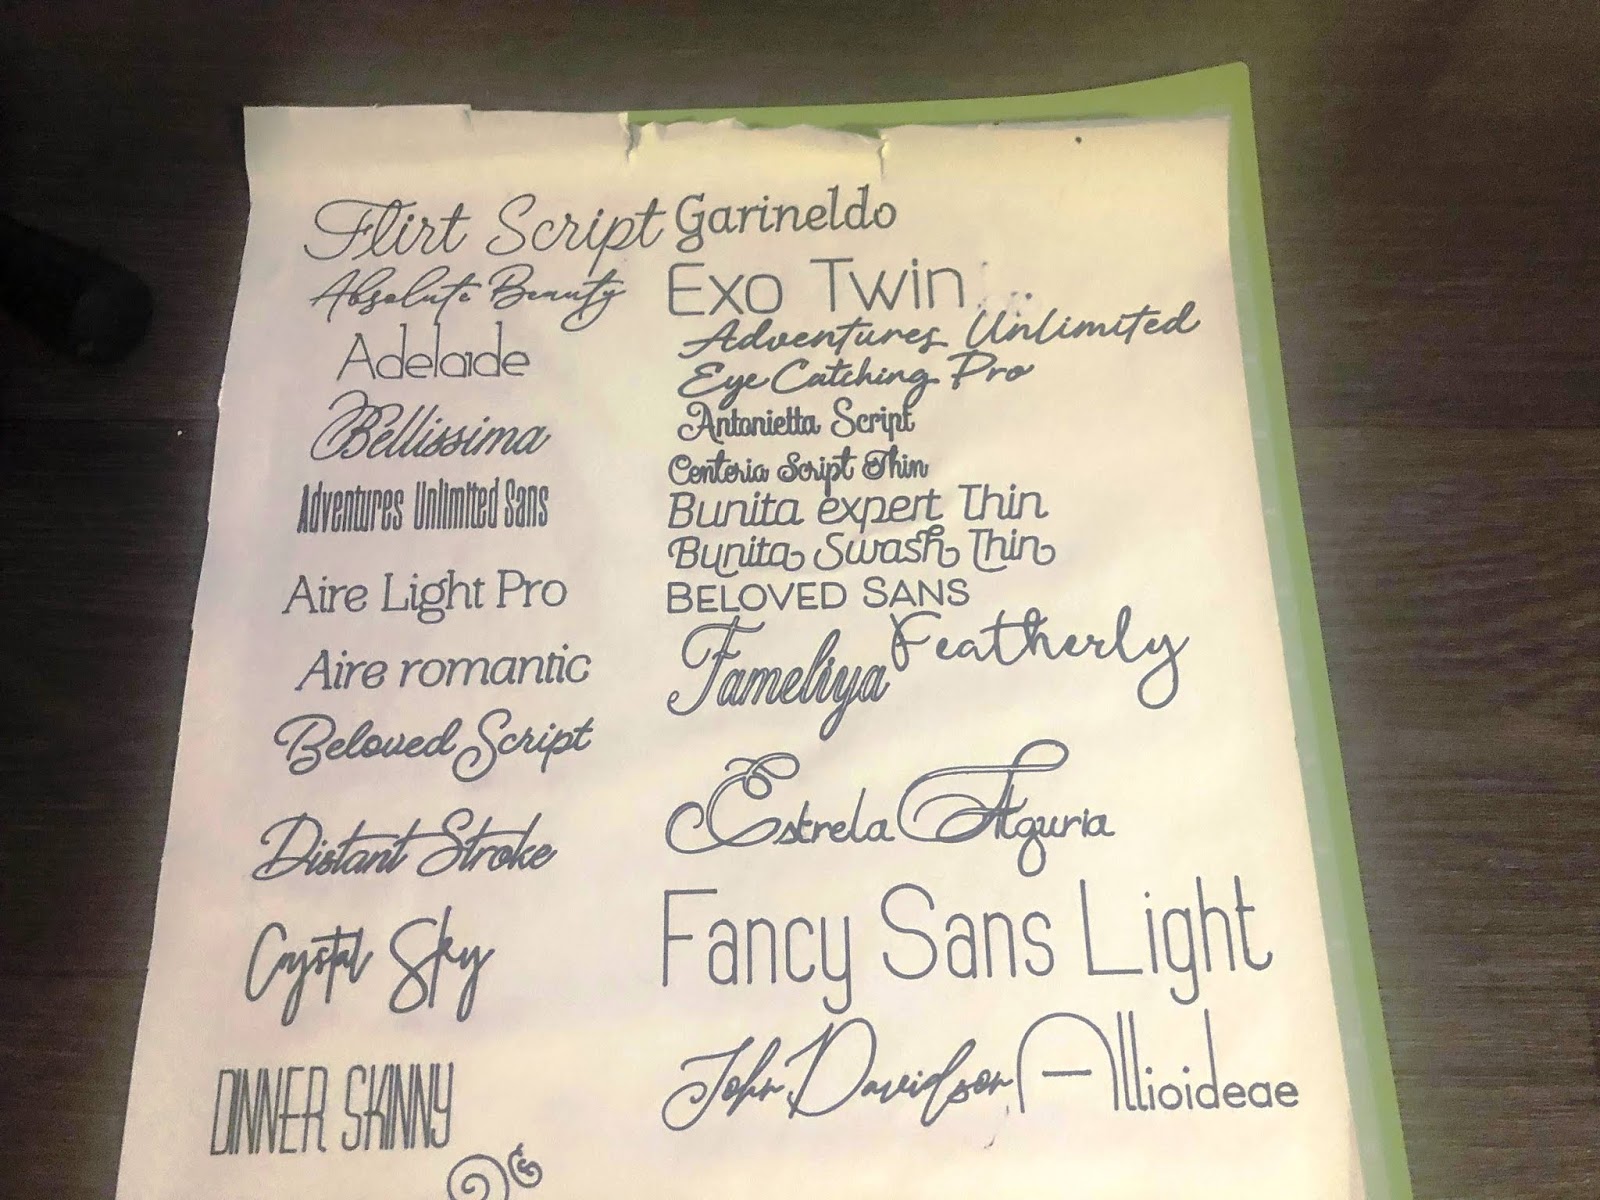 Flirt Script
Absolute Beauty
Adelaide
Bellissima
Adventures Unlimited Sans
Aire Light Pro
Aire romantic
Beloved Script
Distant Stroke
Crystal Sky
DINNER SKINNY
&
Garineldo
Exo Twin
Adventures Unlimited
Eye Catching Pro
Antonietta Script
Centeria Script Thin
Bunita expert Thin
Bunita Swash Thin
BELOVED SANS
Fameliya Featherly
Estrela Falguria
Fancy Sans Light
John Davidson Allioideae